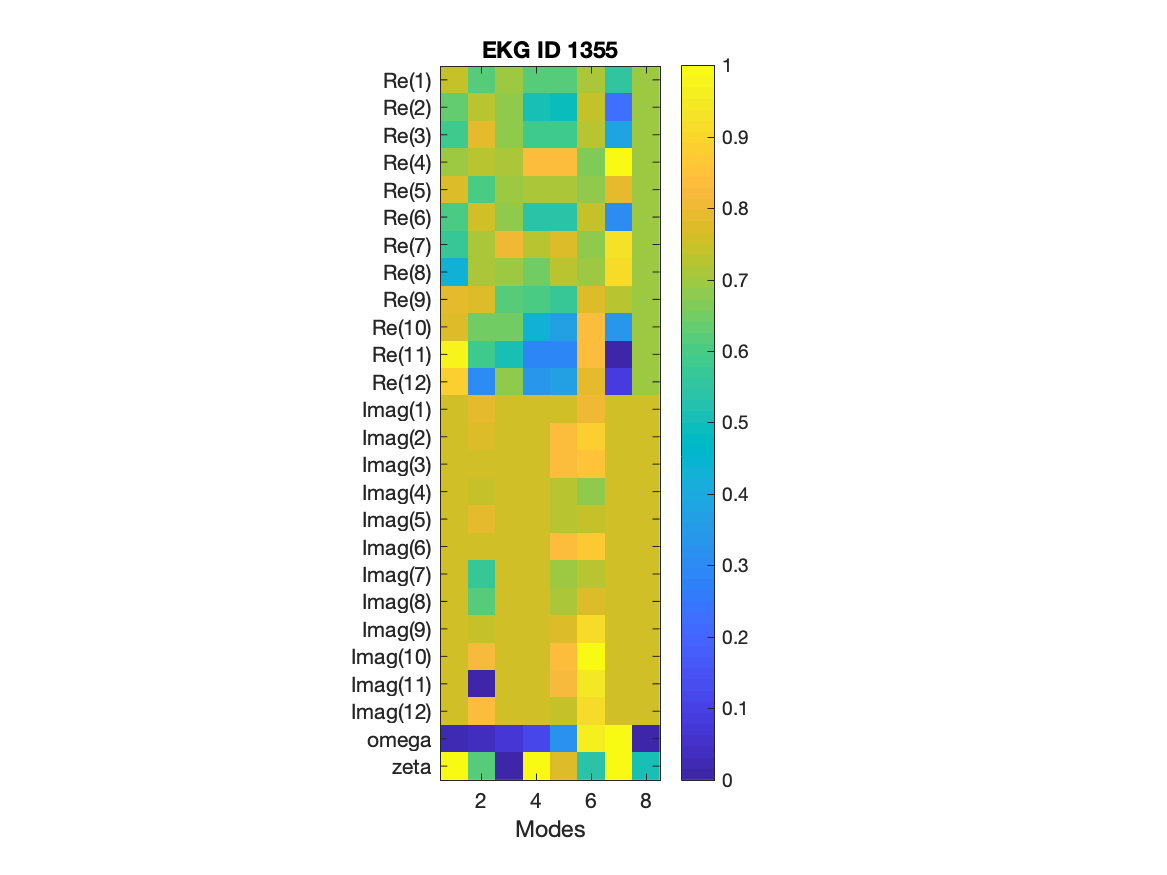 EKG ID 1355
Re(1)
Re(2)
Re(3)
Re(4)
Re(5)
Re(6)
Re(7)
Re(8)
Re(9)
Re(10)
Re(11)
Re(12)
Imag(1)
Imag(2)
Imag(3)
Imag(4)
Imag(5)
Imag(6)
Imag(7)
Imag(8)
Imag(9)
Imag(10)
Imag(11)
Imag(12)
omega
zeta
2 4 6 8
Modes
1
0.9
0.8
0.7
0.6
0.5
0.4
0.3
0.2
0.1
0